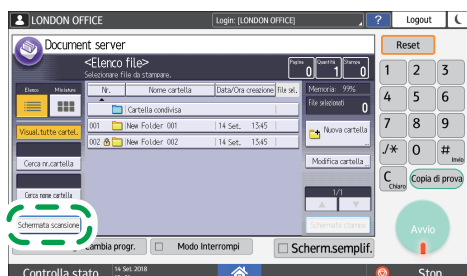 LONDON OFFICE
Login: [LONDON OFFICE]
?
Logout
Document server
Reset
<Elenco file>
Selezionare file da stampare.
Pagina
0
Quantità
1
Stampe
0
Elenco
Miniature
Nr.
Nome cartella
Data/Ora creazione
File sel.
Memoria: 99%
File selezionati
0
Cartella condivisa
001
New Folder 001
14 Set. 13:45
002
New Folder 002
14 Set. 13:45
Visual.tutte cartel.
Nuova cartella
Cerca nr.cartella
Modifica cartella
Cerca nome cartella
1/1
Schermata scansione
Schermata stampa
Cambia progr.
Modo Interrompi
Scherm.semplif.
1
2
3
4
5
6
7
8
9
./*
0
#
Invio
C
Chiaro
Copia di prova
Avvio
Controlla stato
14 Set. 2018
Stop